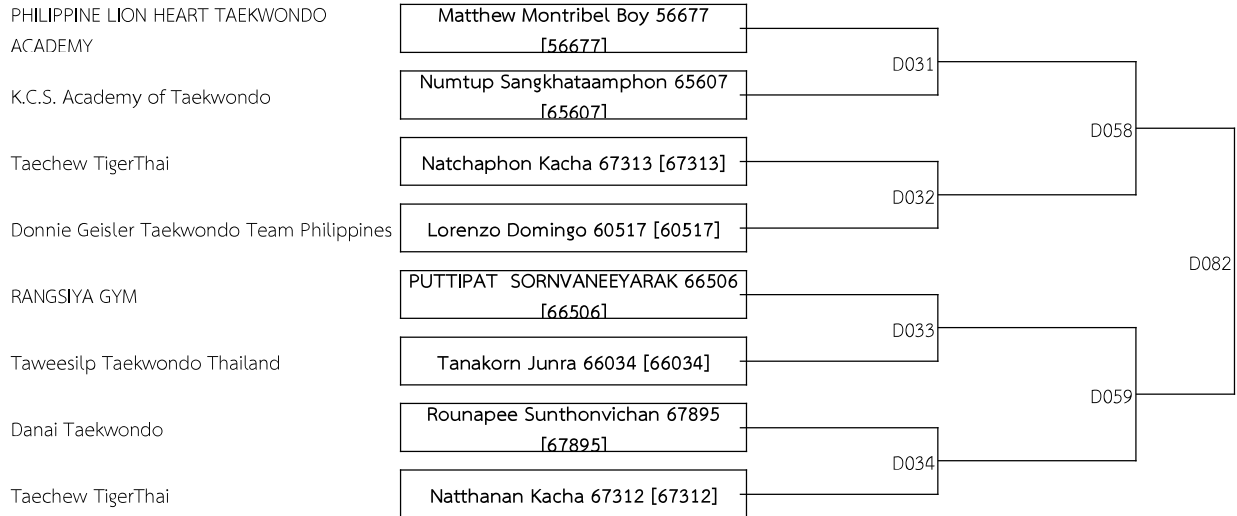 PHILIPPINE LION HEART TAEKWONDO
ACADEMY
Matthew Montribel Boy 56677
[56677]
D031
K.C.S. Academy of Taekwondo
Numtup Sangkhataamphon 65607
[65607]
D058
Taechew TigerThai
Natchaphon Kacha 67313 [67313]
D032
Donnie Geisler Taekwondo Team Philippines
Lorenzo Domingo 60517 [60517]
D082
RANGSIYA GYM
PUTTIPAT  SORNVANEEYARAK 66506
[66506]
D033
Taweesilp Taekwondo Thailand
Tanakorn Junra 66034 [66034]
D059
Danai Taekwondo
Rounapee Sunthonvichan 67895
[67895]
D034
Taechew TigerThai
Natthanan Kacha 67312 [67312]